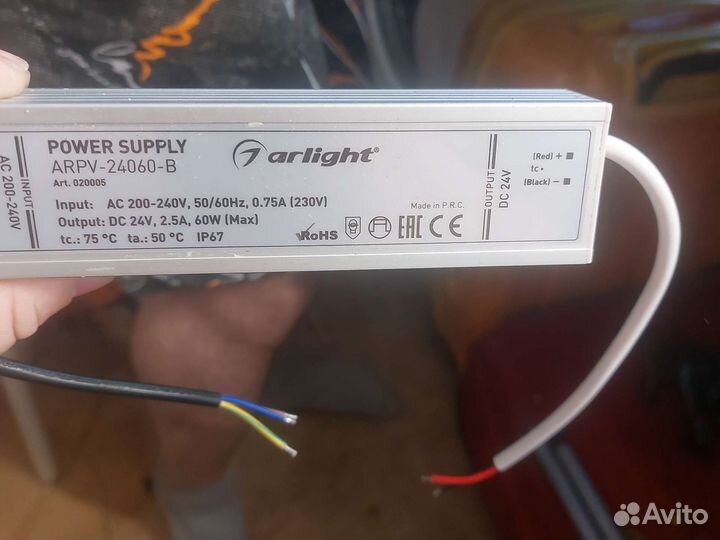 POWER SUPPLY
ARPV-24060-B
Art. 020005
arlight®
AC 200-240V
INPUT
Input: AC 200-240V, 50/60Hz, 0.75A (230V)
Output: DC 24V, 2.5A, 60W (Max)
tc.: 75 °C ta.: 50 °C IP67
Made in P.R.C.
RoHS EAC CE
OUTPUT
DC 24V
(Red) +
tc •
(Black) -
Avito